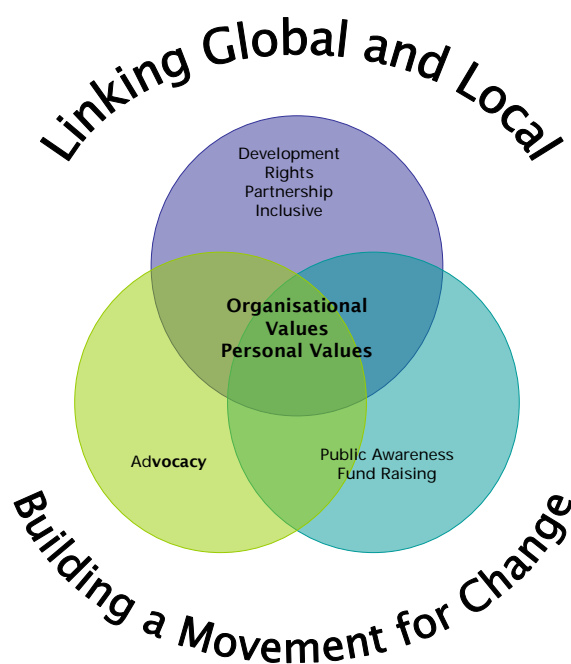 Linking Global and Local
Development
Rights
Partnership
Inclusive
Organisational
Values
Personal Values
Advocacy
Public Awareness
Fund Raising
Building a Movement for Change